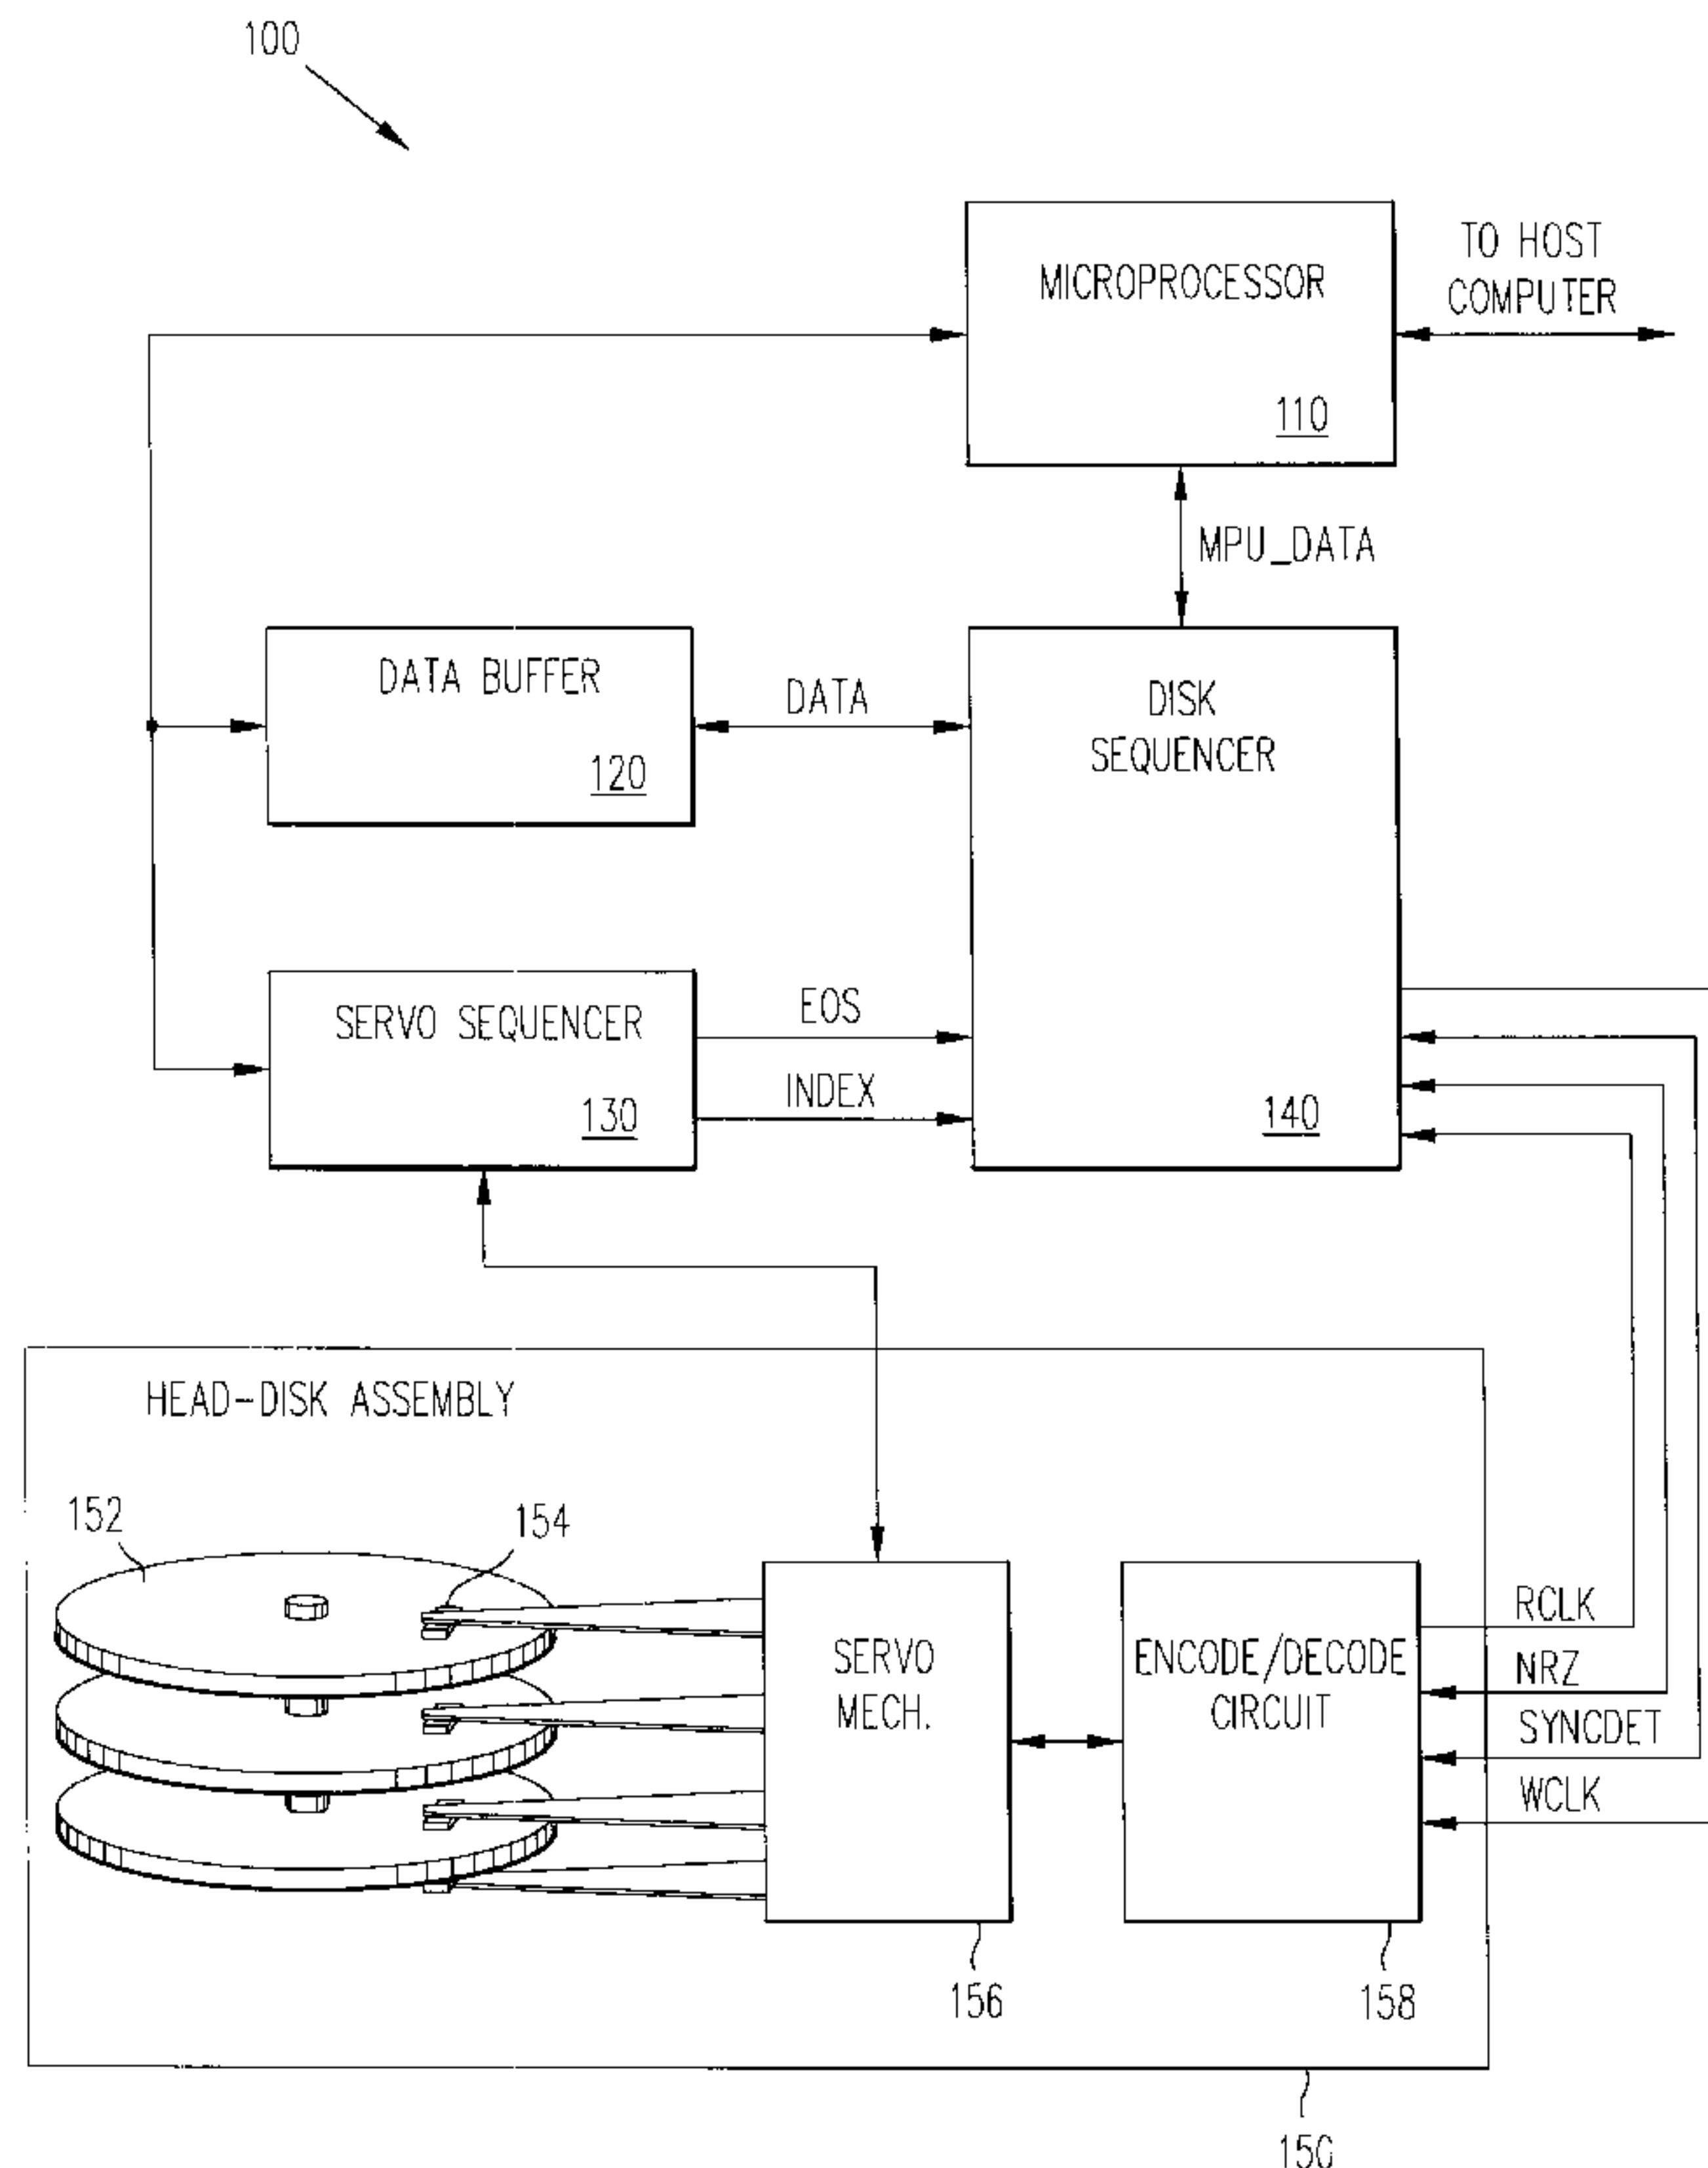 100
MICROPROCESSOR
110
TO HOST
COMPUTER
MPU_DATA
DATA BUFFER
120
DATA
DISK
SEQUENCER
140
SERVO SEQUENCER
130
EOS
INDEX
HEAD-DISK ASSEMBLY
152
154
SERVO
MECH.
156
ENCODE/DECODE
CIRCUIT
158
RCLK
NRZ
SYNCDET
WCLK
150